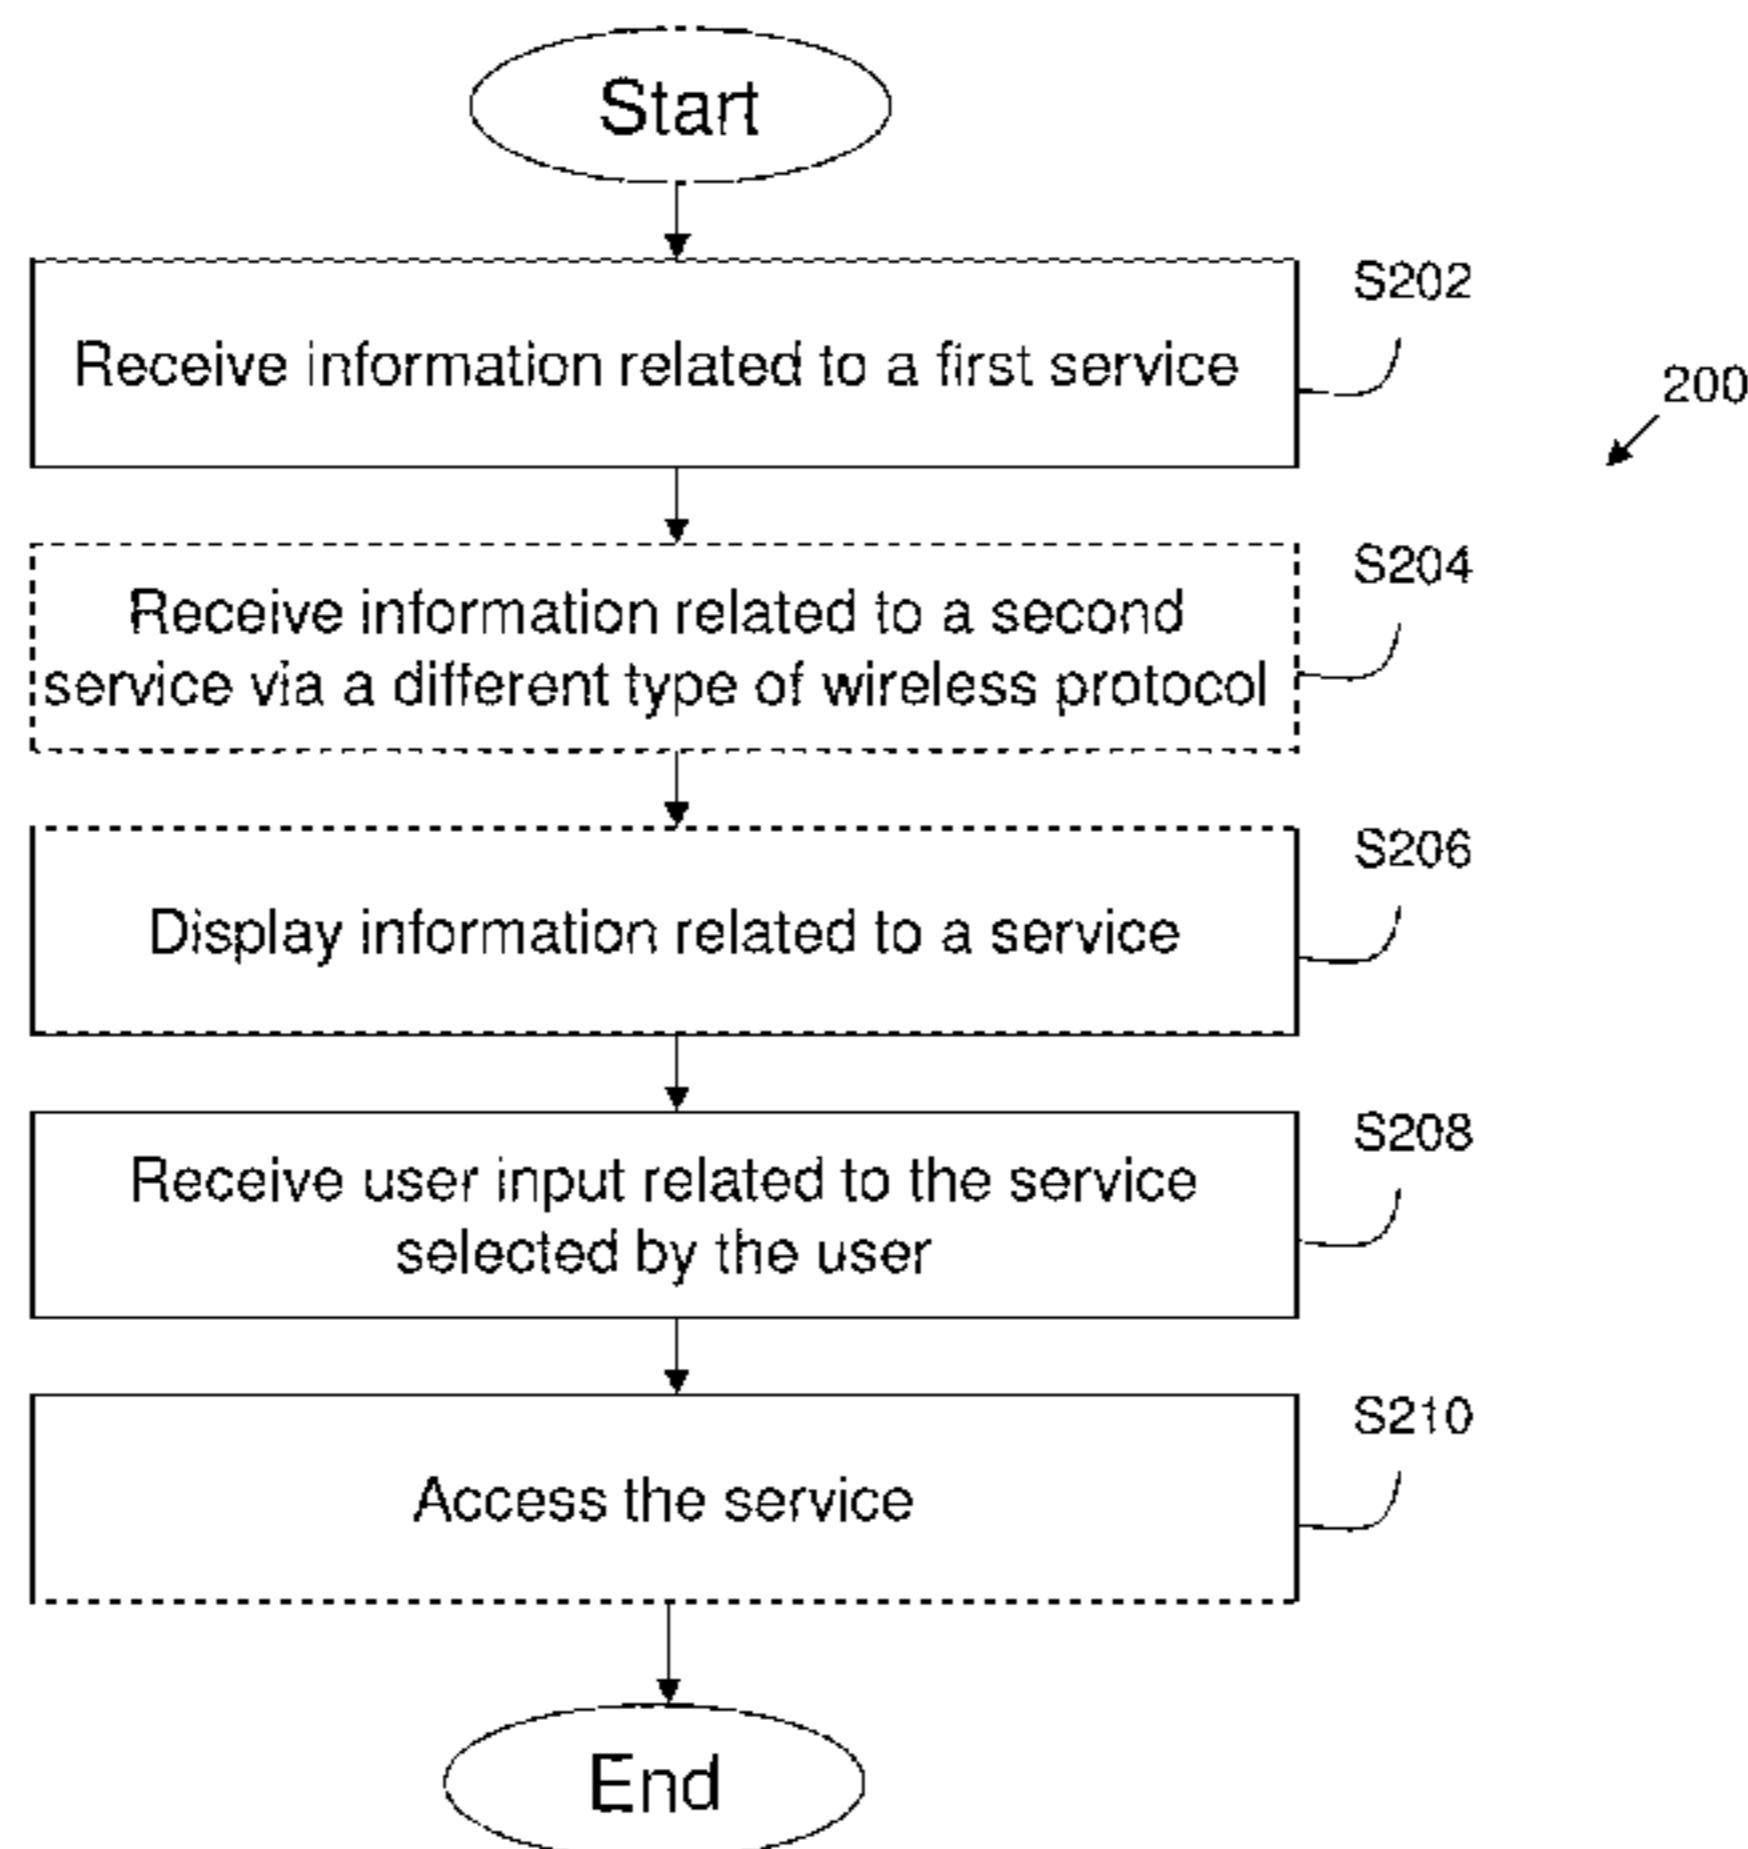 Start
S202
Receive information related to a first service
200
S204
Receive information related to a second
service via a different type of wireless protocol
S206
Display information related to a service
S208
Receive user input related to the service
selected by the user
S210
Access the service
End